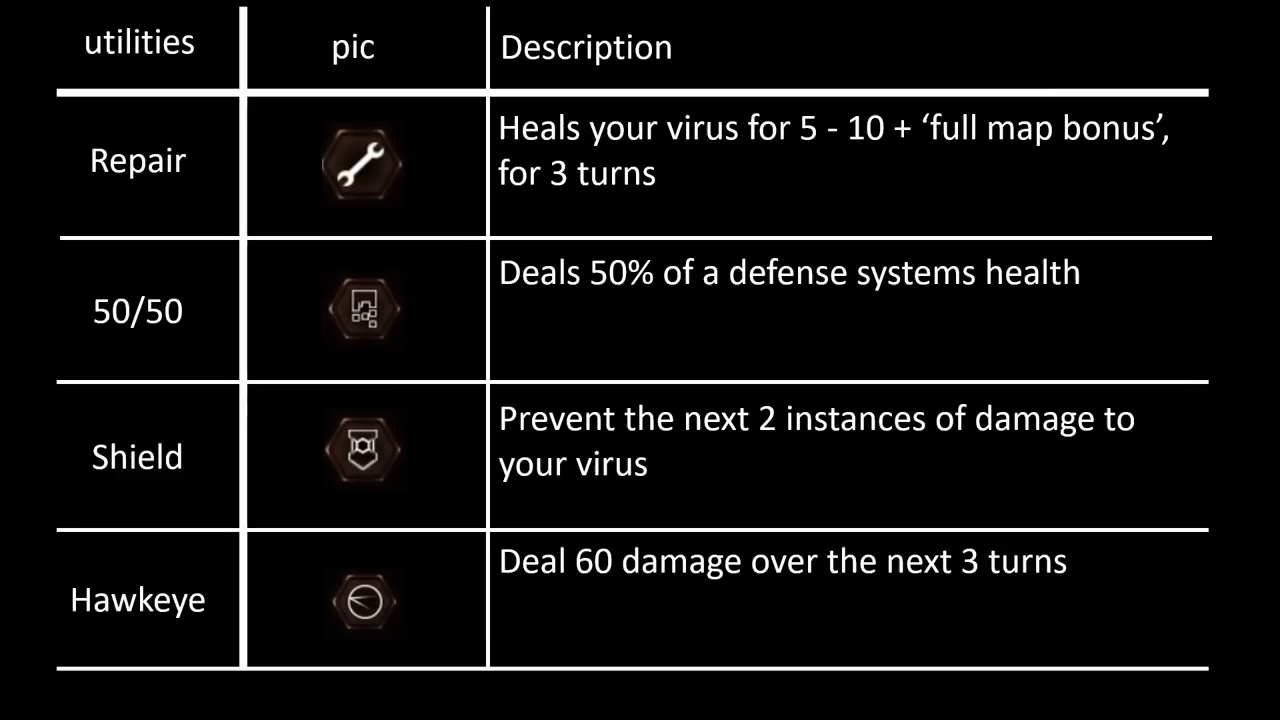 utilities
pic
Description
Repair
Heals your virus for 5 - 10 + ‘full map bonus’,
for 3 turns
50/50
Deals 50% of a defense systems health
Shield
Prevent the next 2 instances of damage to
your virus
Hawkeye
Deal 60 damage over the next 3 turns